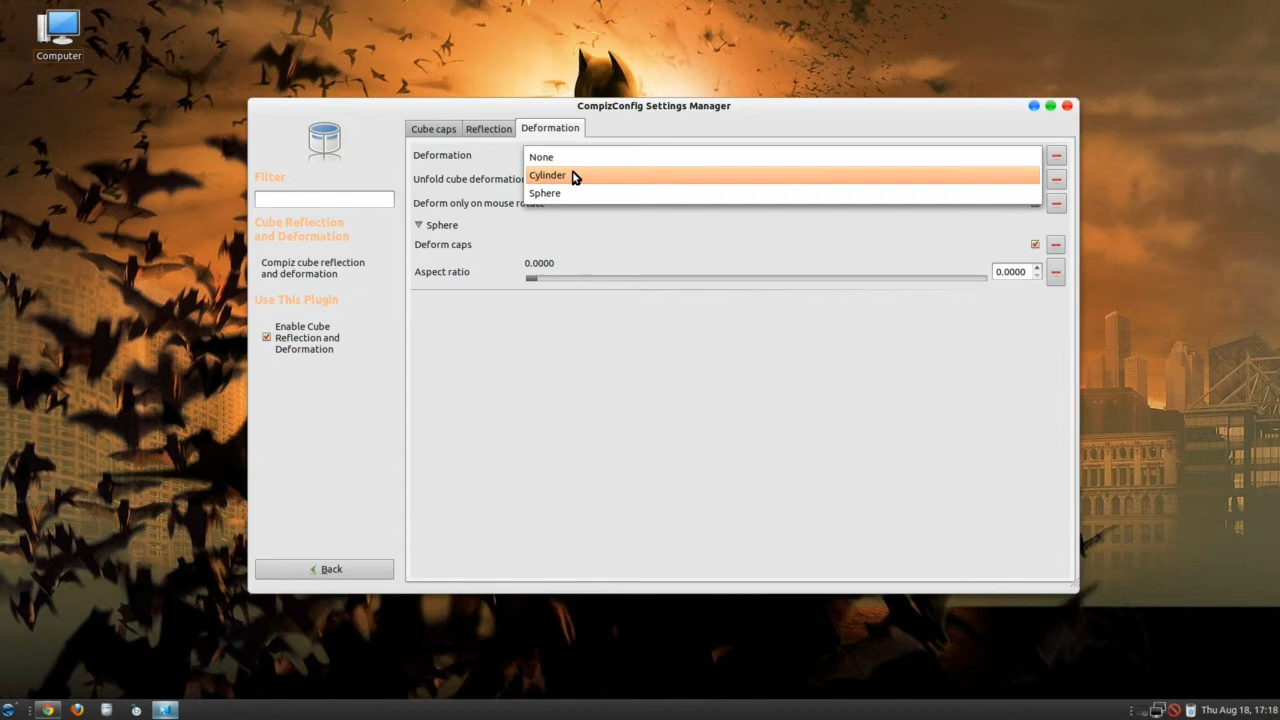 Computer
CompizConfig Settings Manager
Filter
Cube Reflection
and Deformation
Compiz cube reflection
and deformation
Use This Plugin
Enable Cube
Reflection and
Deformation
Back
Cube caps
Reflection
Deformation
Deformation
None
Cylinder
Unfold cube deformation
Sphere
Deform only on mouse rotate
Sphere
Deform caps
0.0000
Aspect ratio
0.0000
Thu Aug 18, 17:18